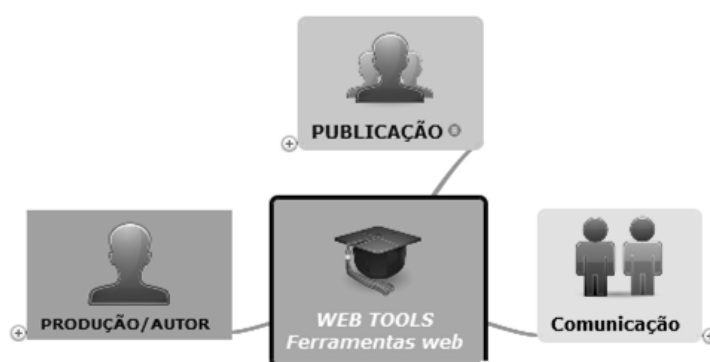 PUBLICAÇÃO
PRODUÇÃO/AUTOR
WEB TOOLS
Ferramentas web
Comunicação